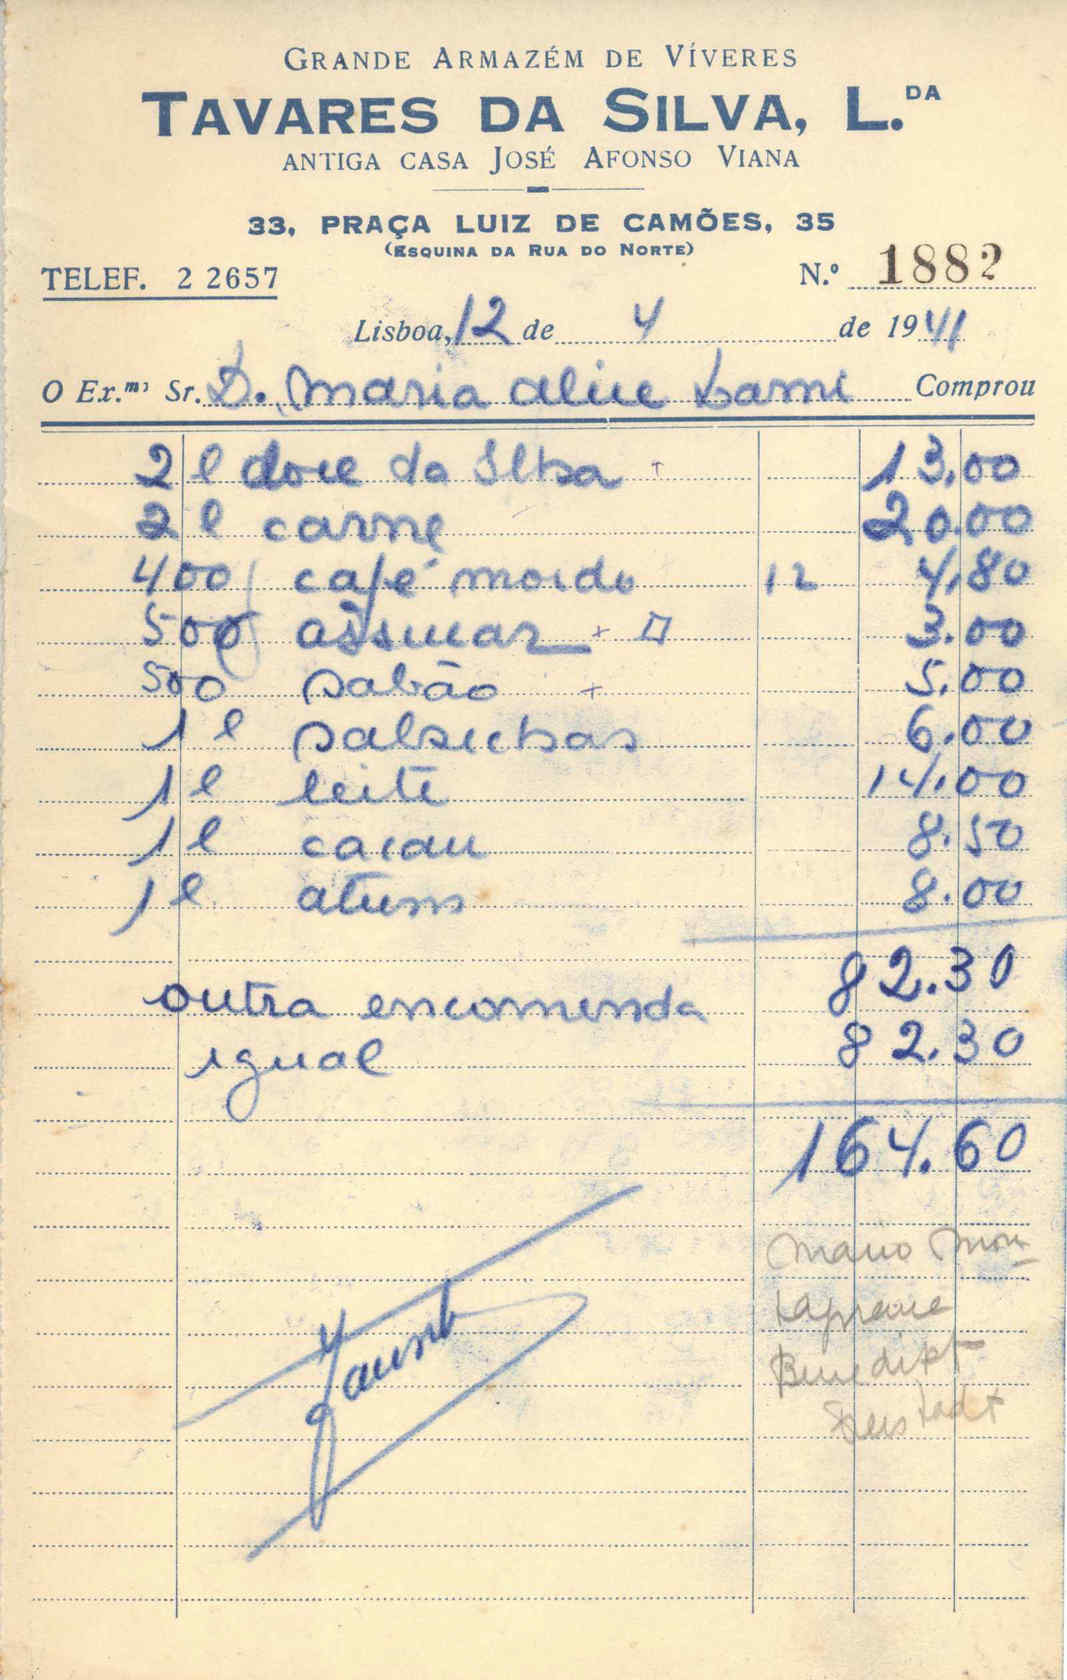 GRANDE ARMAZÉM DE VÍVERES
TAVARES DA SILVA, L.DA
ANTIGA CASA JOSÉ AFONSO VIANA
33, PRAÇA LUIZ DE CAMÕES, 35
(ESQUINA DA RUA DO NORTE)
TELEF. 2 2657 N.º 1882
Lisboa, 12 de 4 de 1941
O Ex.mo Sr. D. Maria Alice Lami Comprou
2 l doce da Ilha 13.00
2 l carne 20.00
400 café moido 12 4,80
500 assucar 3.00
500 sabão 5.00
1 l salsichas 6.00
1 l leite 14.00
1 l cacau 8.50
1 l atum 8.00
82.30
outra encomenda
igual 82.30
164.60
Mario
Benedikt